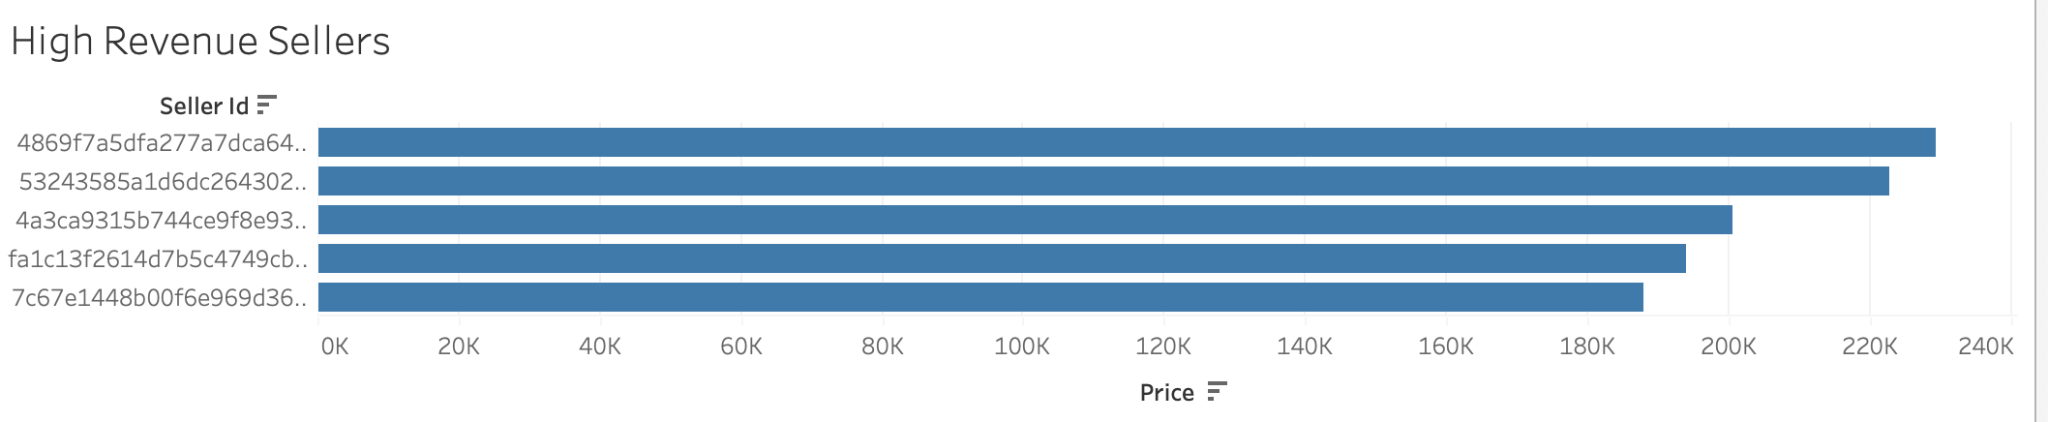 High Revenue Sellers
Seller Id
4869f7a5dfa277a7dca64..
53243585a1d6dc264302..
4a3ca9315b744ce9f8e93..
fa1c13f2614d7b5c4749cb..
7c67e1448b00f6e969d36..
0K 20K 40K 60K 80K 100K 120K 140K 160K 180K 200K 220K 240K
Price